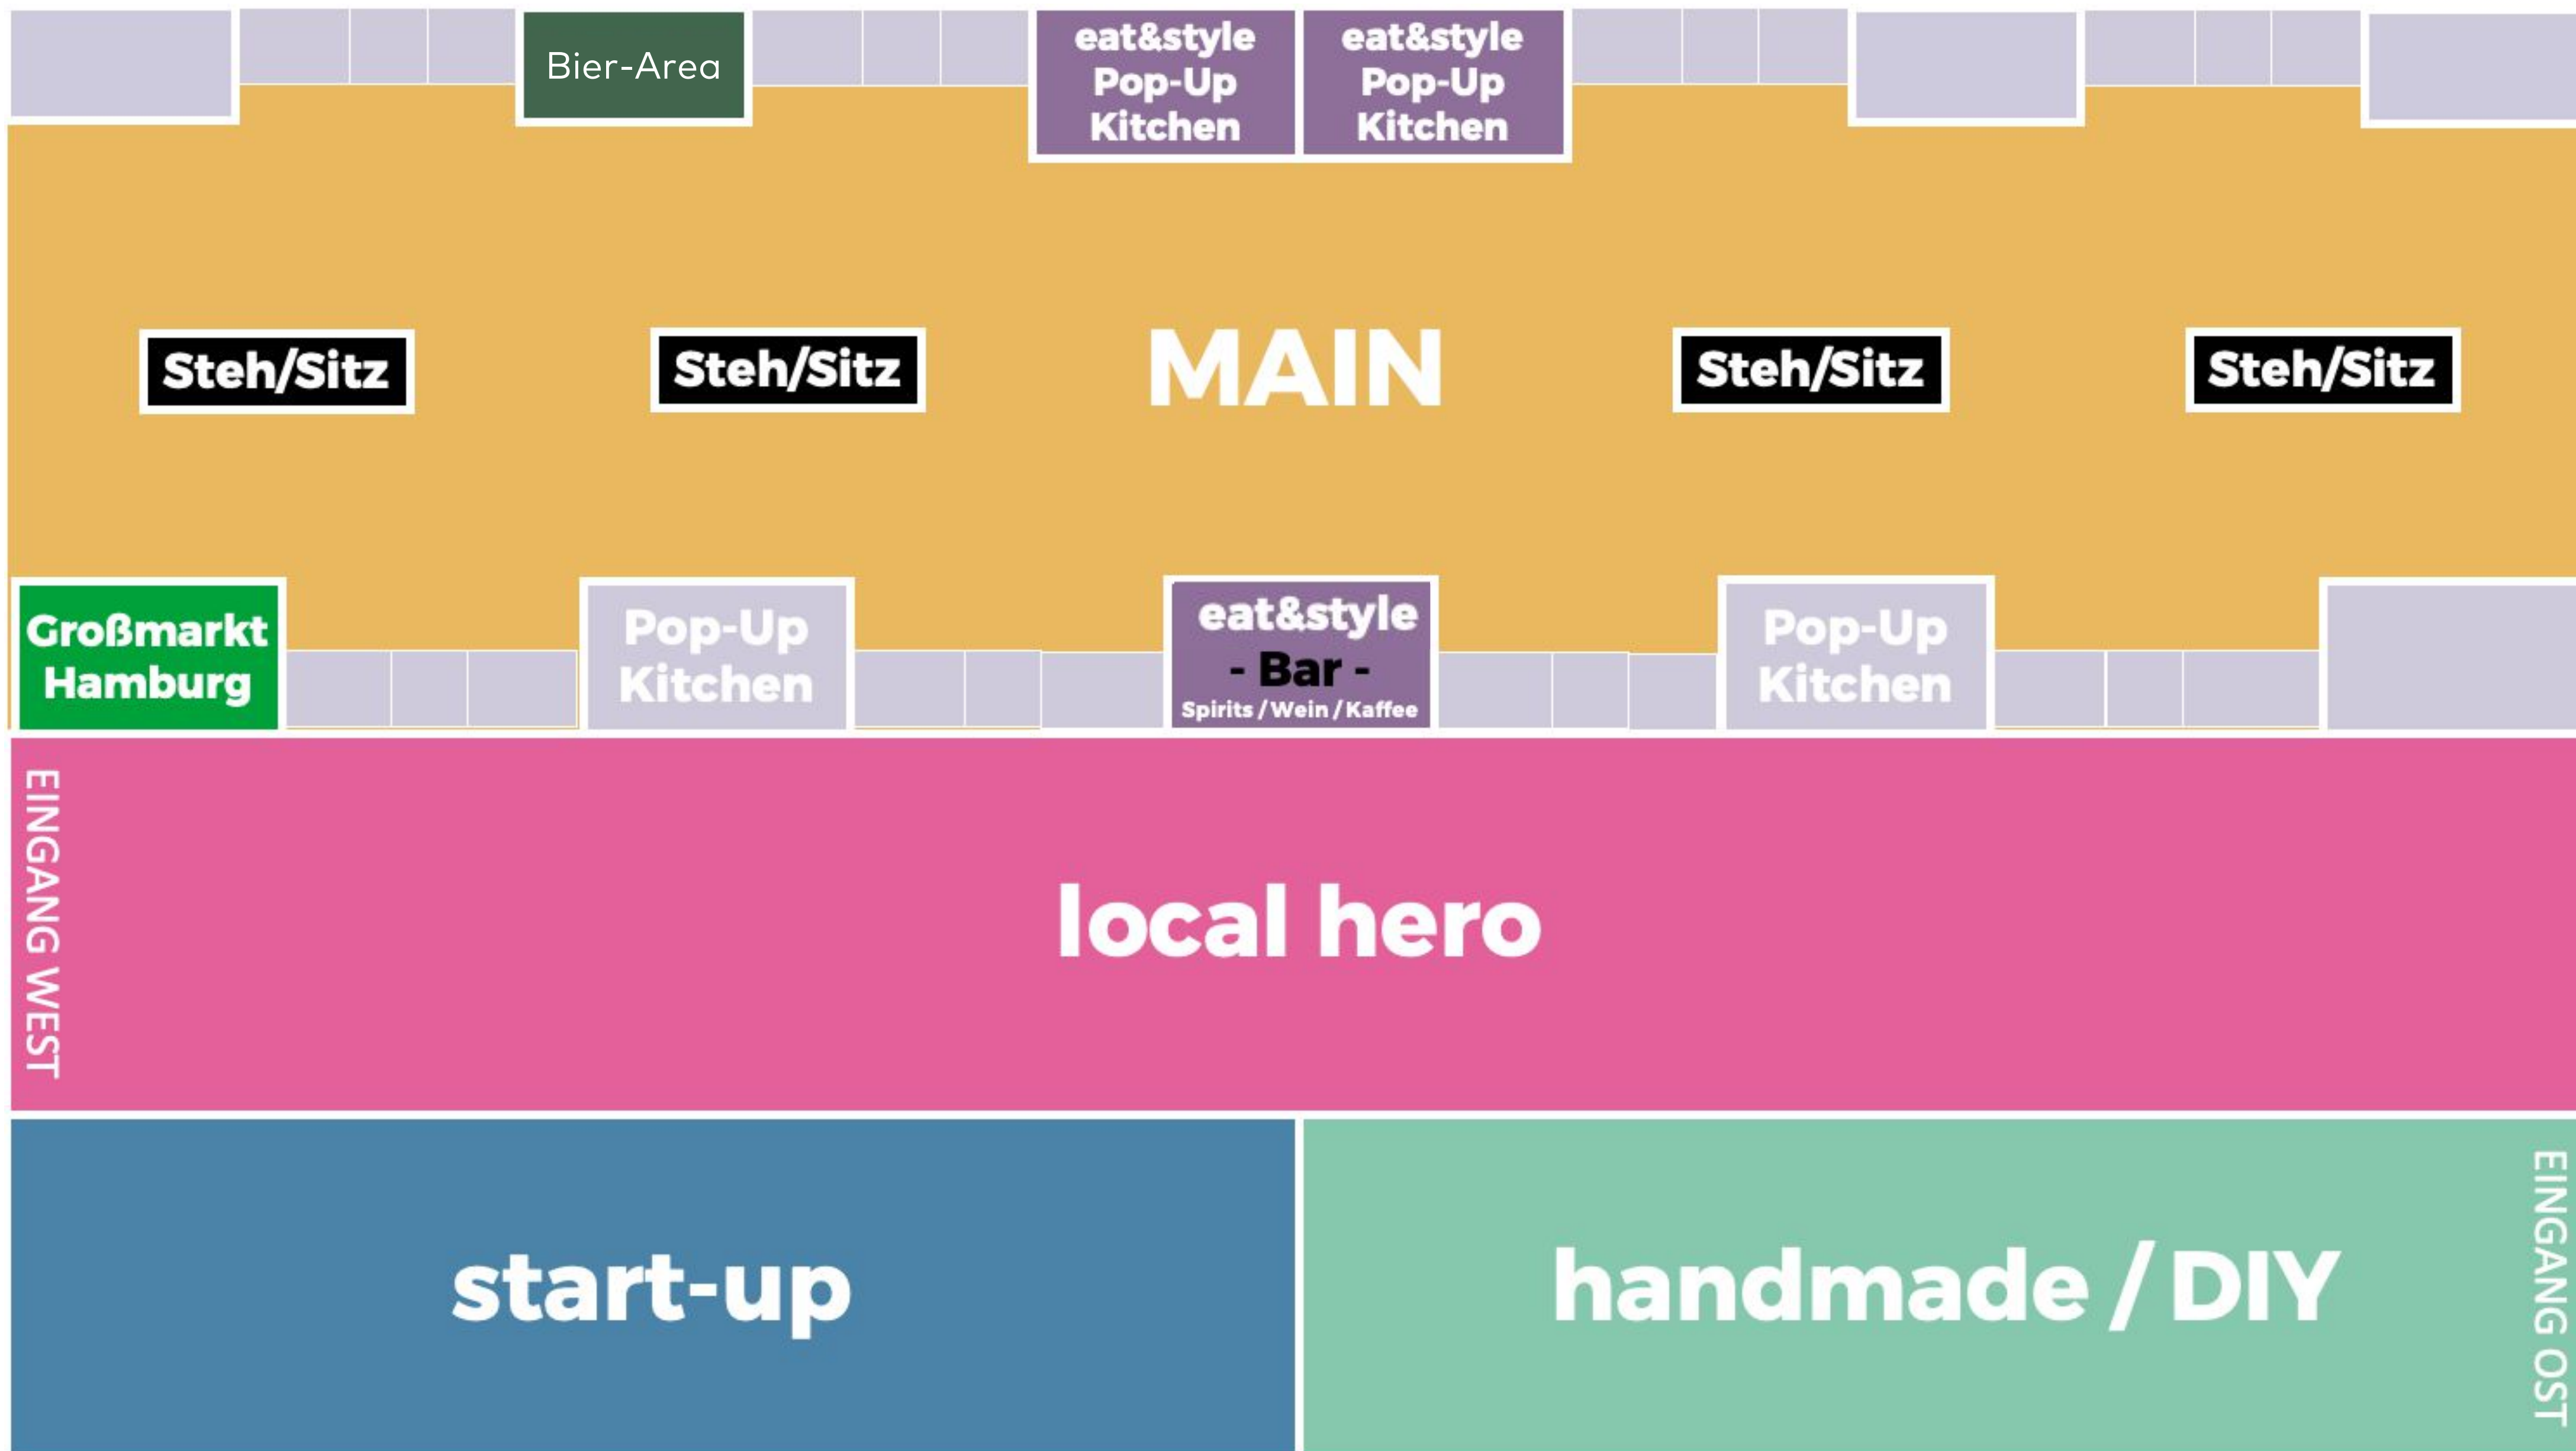 Bier-Area
eat&style
Pop-Up
Kitchen
eat&style
Pop-Up
Kitchen
Steh/Sitz
Steh/Sitz
MAIN
Steh/Sitz
Steh/Sitz
Großmarkt
Hamburg
Pop-Up
Kitchen
eat&style
- Bar -
Spirits / Wein / Kaffee
Pop-Up
Kitchen
EINGANG WEST
local hero
start-up
handmade / DIY
EINGANG OST